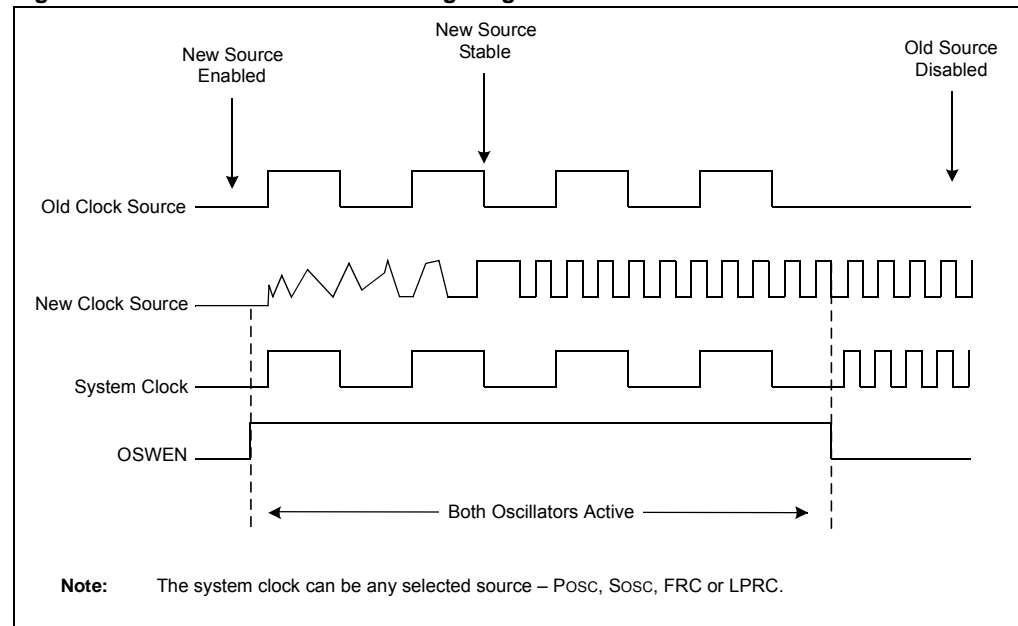 New Source
Enabled
New Source
Stable
Old Source
Disabled
Old Clock Source
New Clock Source
System Clock
OSWEN
Both Oscillators Active
Note: The system clock can be any selected source – POSC, SOSC, FRC or LPRC.